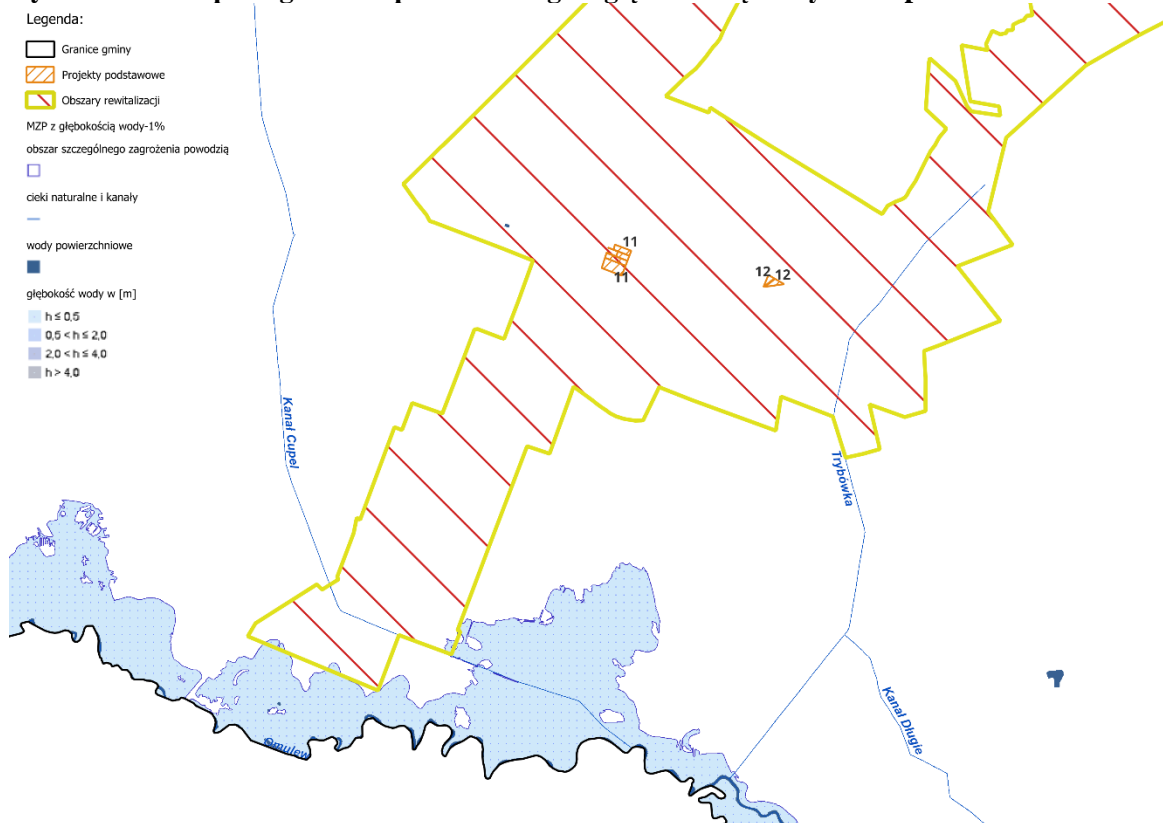 Legenda:
Granice gminy
Projekty podstawowe
Obszary rewitalizacji
MZP z głębokością wody-1%
obszar szczególnego zagrożenia powodzią
cieki naturalne i kanały
wody powierzchniowe
głębokość wody w [m]
h ≤ 0,5
0,5 < h ≤ 2,0
2,0 < h ≤ 4,0
h > 4,0
11
11
12 12
Kanał Cupel
Trybówka
Kanał Długie
Omulew